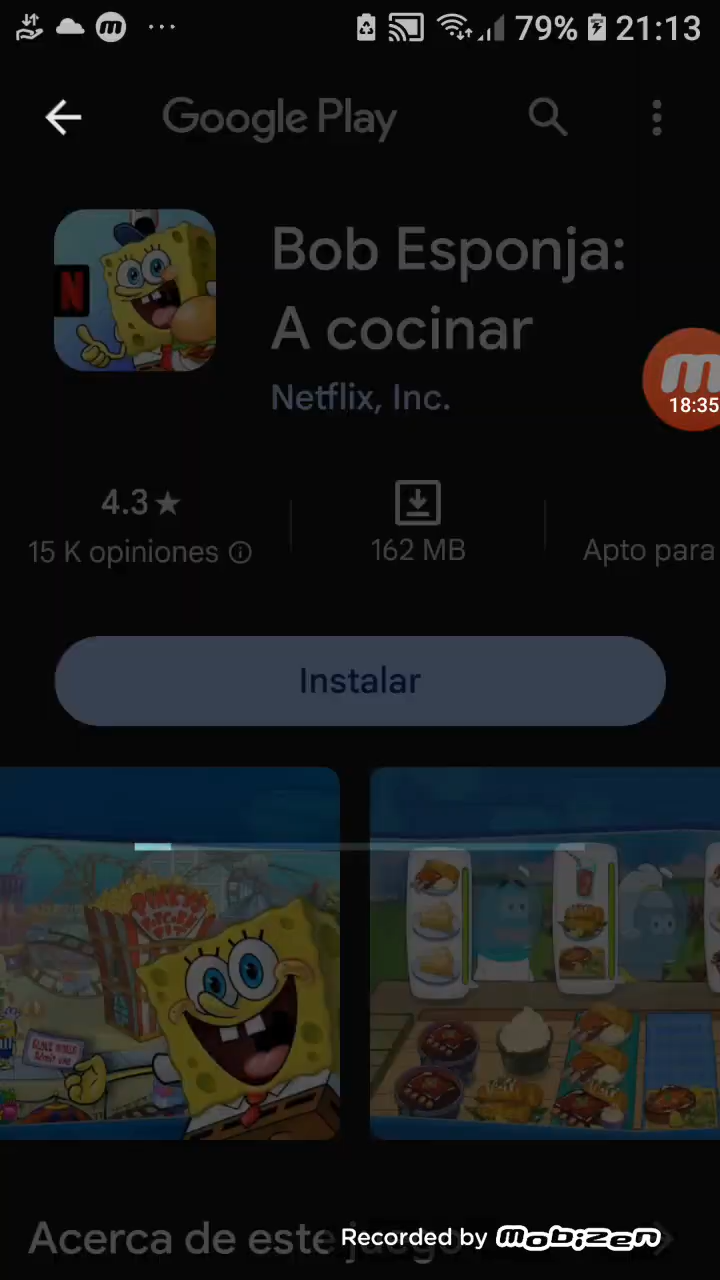 79% 21:13
Google Play
N
Bob Esponja:
A cocinar
Netflix, Inc.
m
18:35
4.3★
15 K opiniones
162 MB
Apto para
Instalar
Acerca de este juego
Recorded by mobizen